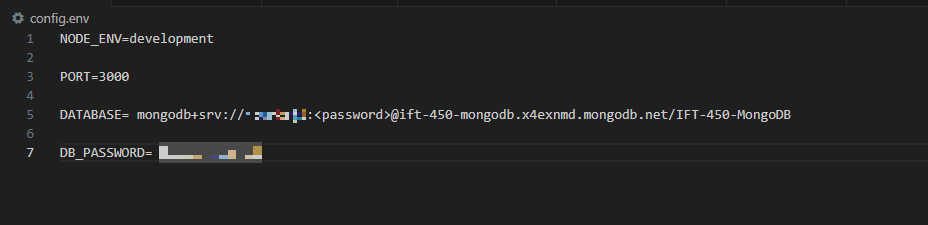 config.env
1 NODE_ENV=development
2
3 PORT=3000
4
5 DATABASE= mongodb+srv:// :<password>@ift-450-mongodb.x4exnmd.mongodb.net/IFT-450-MongoDB
6
7 DB_PASSWORD=